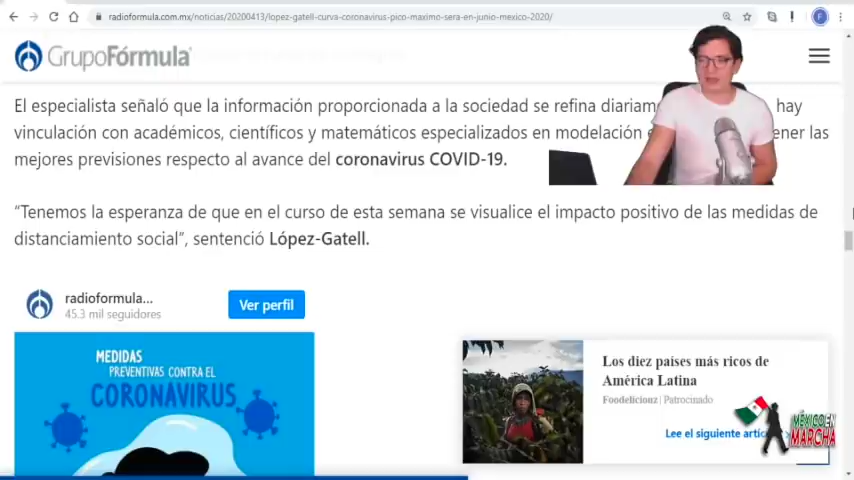 radioformula.com.mx/noticias/20200413/lopez-gatell-curva-coronavirus-pico-maximo-sera-en-junio-mexico-2020/
F
GrupoFórmula
El especialista señaló que la información proporcionada a la sociedad se refina diariam hay
vinculación con académicos, científicos y matemáticos especializados en modelación ener las
mejores previsiones respecto al avance del coronavirus COVID-19.
“Tenemos la esperanza de que en el curso de esta semana se visualice el impacto positivo de las medidas de
distanciamiento social”, sentenció López-Gatell.
radioformula...
45.3 mil seguidores
Ver perfil
MEDIDAS
PREVENTIVAS CONTRA EL
CORONAVIRUS
Los diez países más ricos de
América Latina
Foodeliciouz | Patrocinado
Lee el siguiente artíc
MÉXICO EN
MARCHA